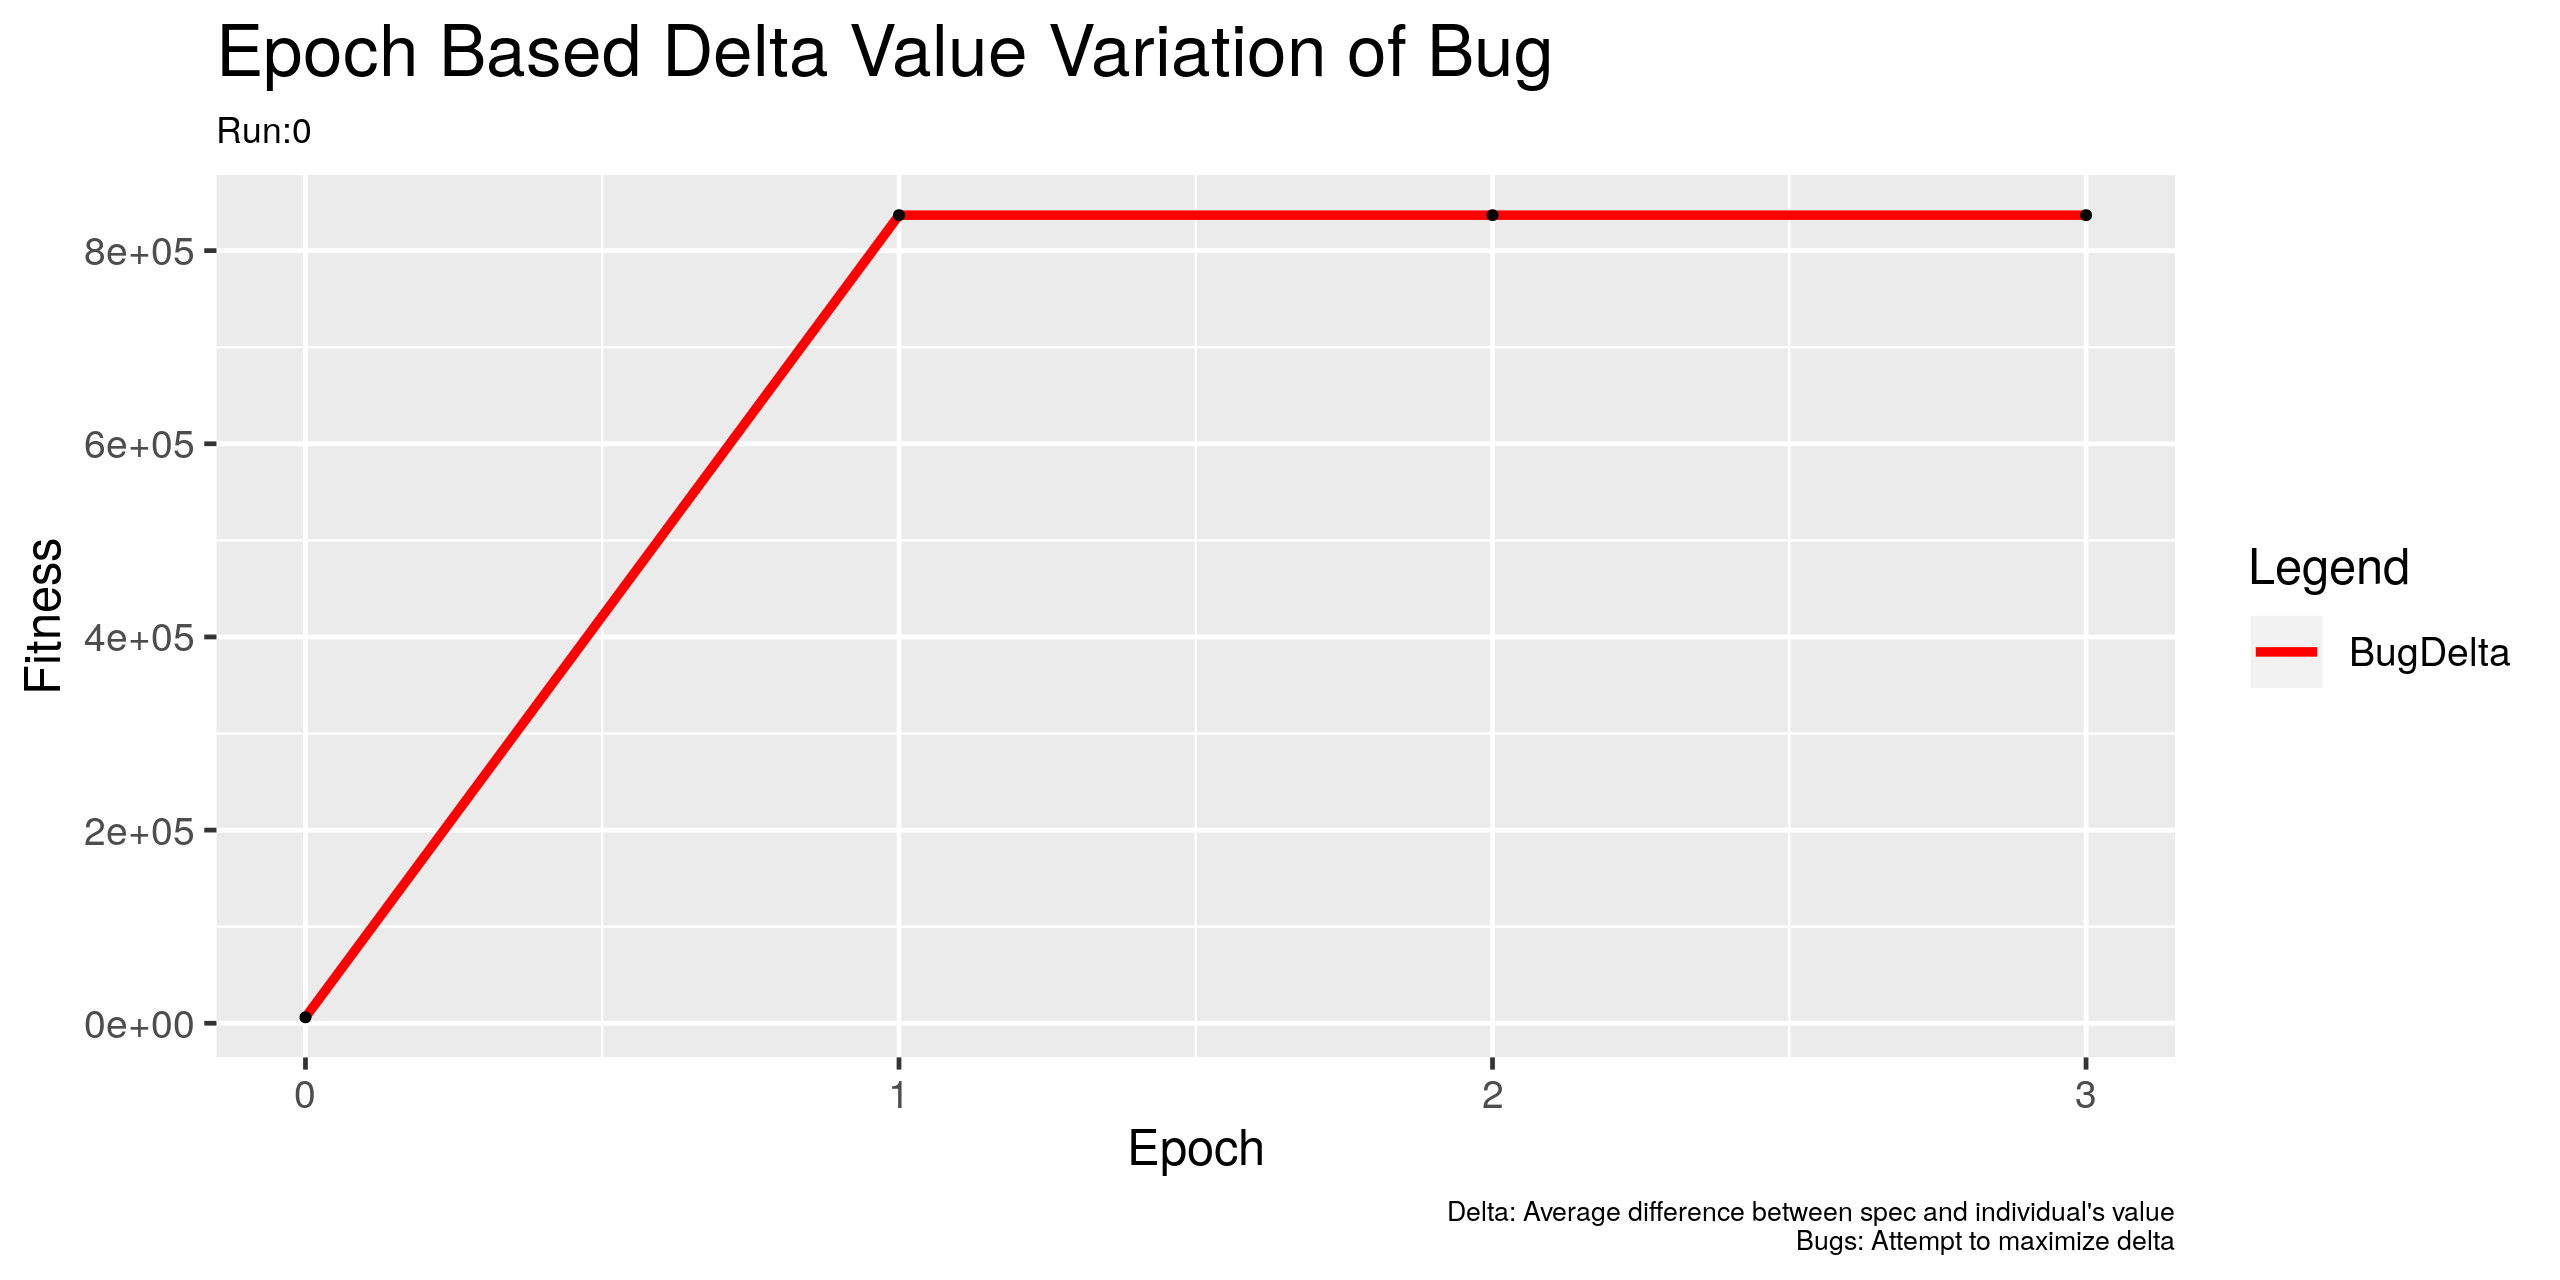 Epoch Based Delta Value Variation of Bug
Run:0
8e+05
6e+05
4e+05
2e+05
0e+00
Fitness
0 1 2 3
Epoch
Legend
BugDelta
Delta: Average difference between spec and individual's value
Bugs: Attempt to maximize delta